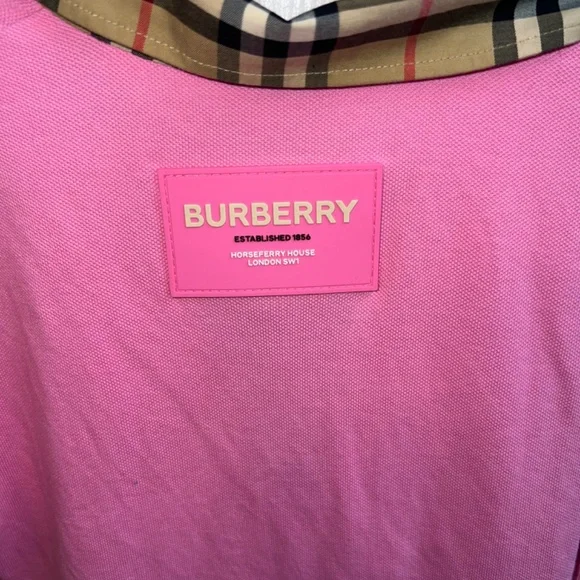 BURBERRY
ESTABLISHED 1856
HORSEFERRY HOUSE
LONDON SW1